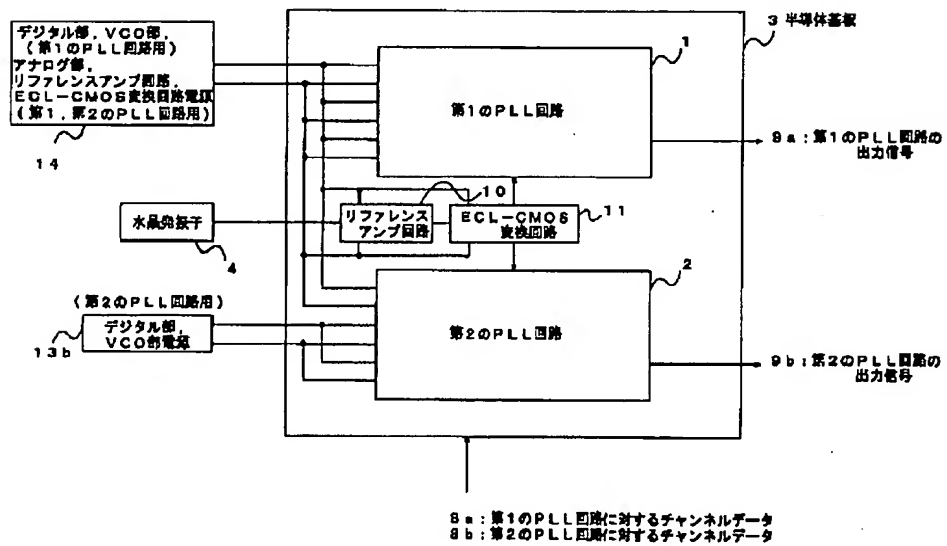 デジタル部，VCO部，
（第1のPLL回路用）
アナログ部，
リファレンスアンプ回路，
ECL－CMOS変換回路電源
（第1，第2のPLL回路用）
14
3 半導体基板
1
第1のPLL回路
9a：第1のPLL回路の
出力信号
10
リファレンス
アンプ回路
ECL－CMOS
変換回路
11
水晶発振子
4
2
第2のPLL回路
（第2のPLL回路用）
デジタル部，
VCO部電源
13b
9b：第2のPLL回路の
出力信号
8a：第1のPLL回路に対するチャンネルデータ
8b：第2のPLL回路に対するチャンネルデータ